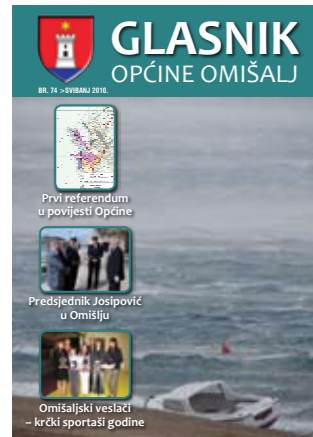 GLASNIK
OPĆINE OMIŠALJ
BR. 74 >SVIBANJ 2010.
Prvi referendum
u povijesti Općine
Predsjednik Josipović
u Omišlju
Omišaljski veslači
– krčki sportaši godine